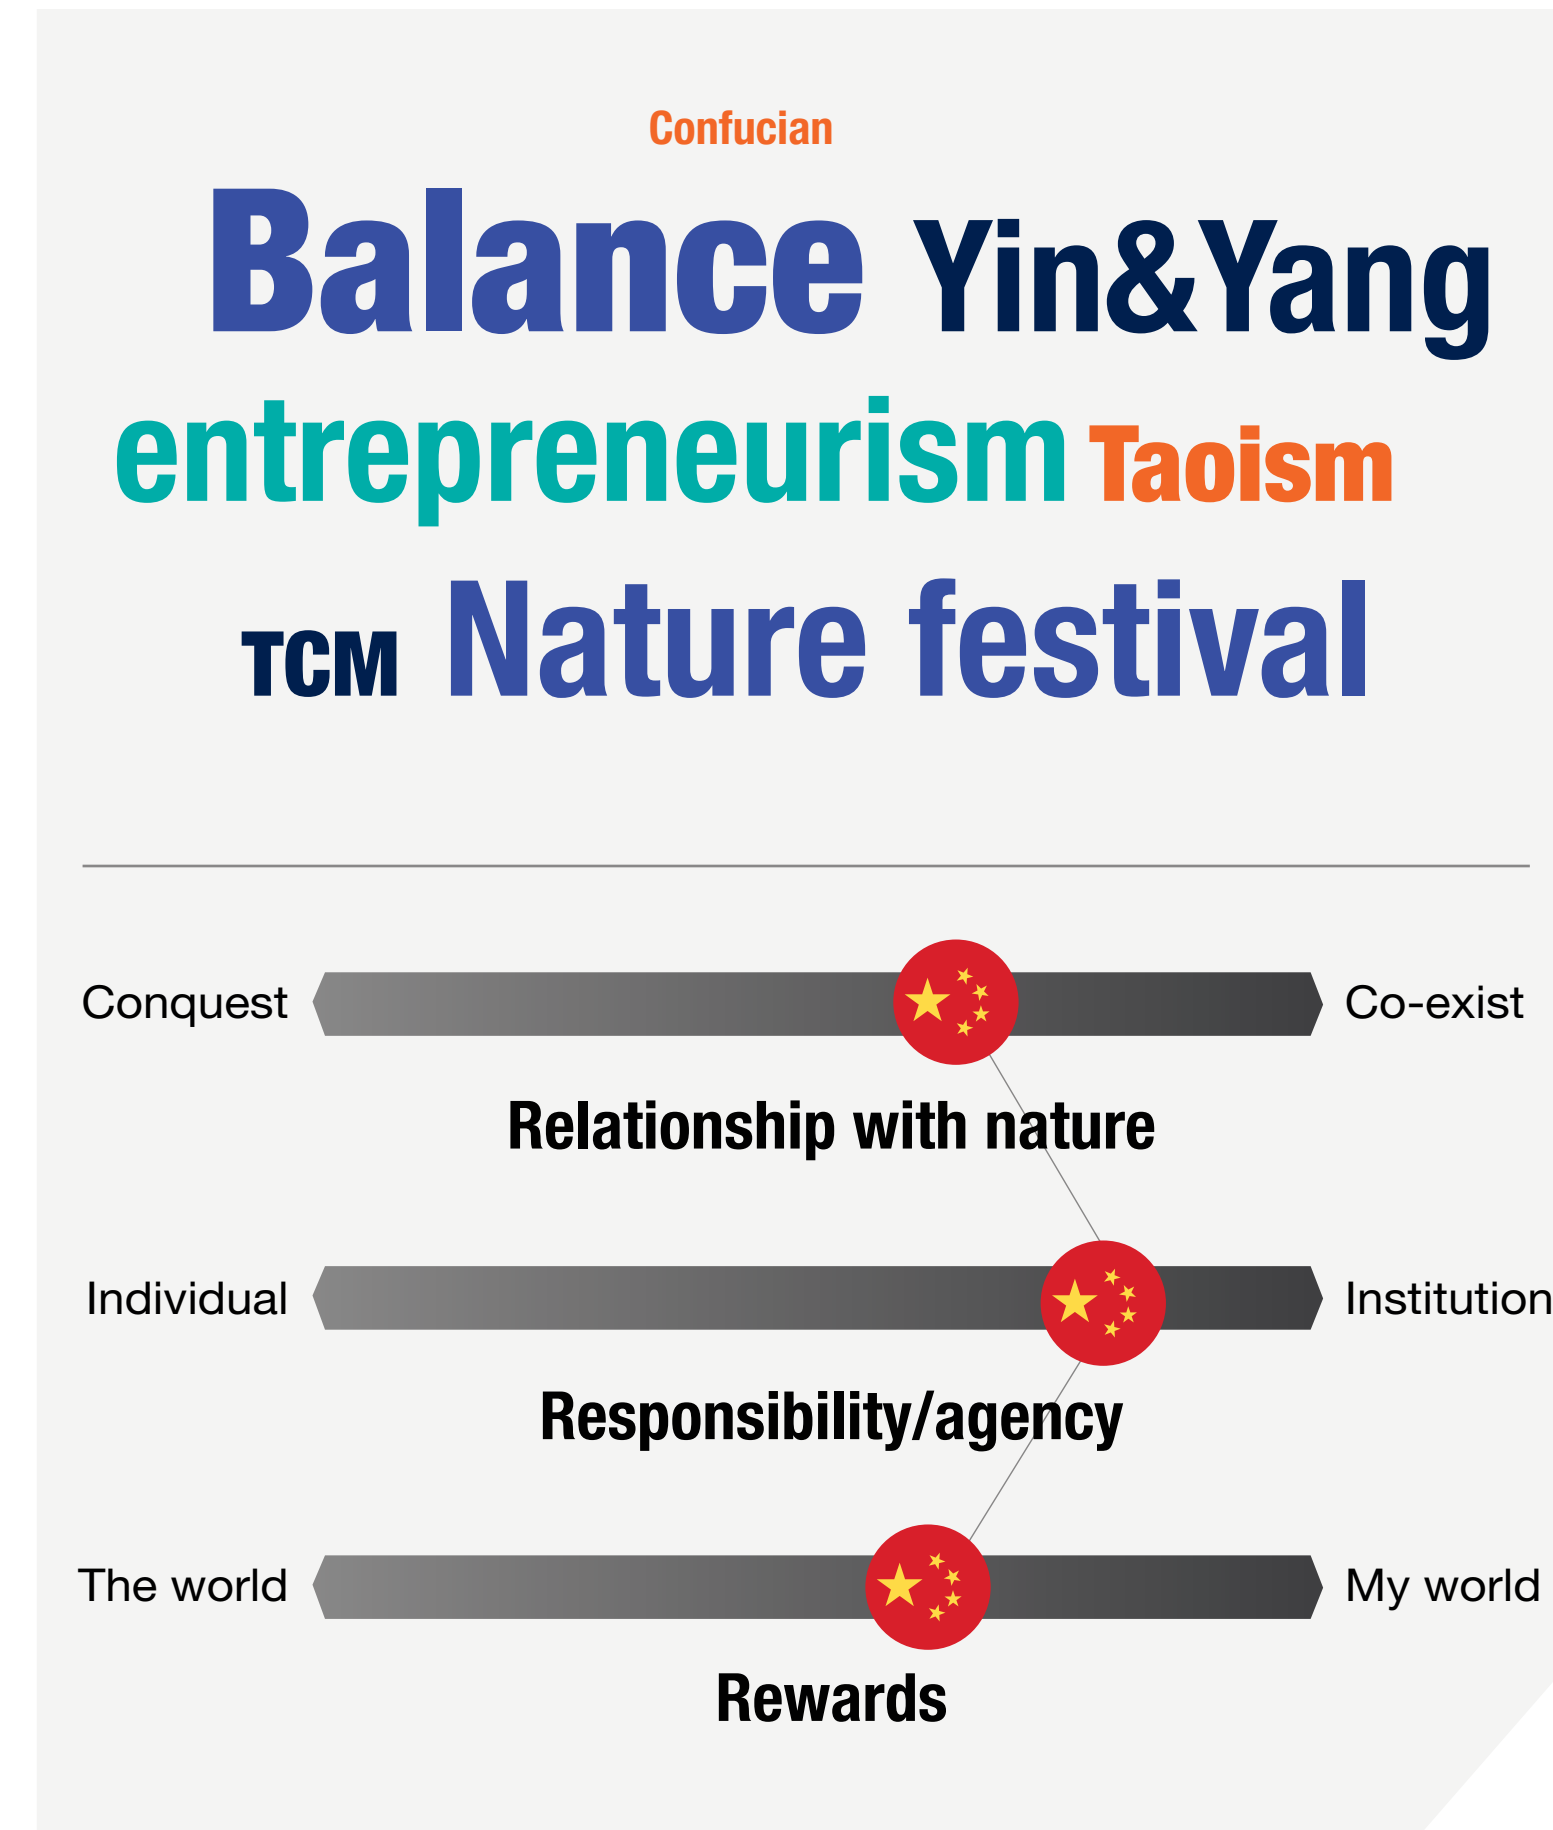 Confucian
Balance Yin&Yang
entrepreneurism Taoism
TCM Nature festival
Conquest Co-exist
Relationship with nature
Individual Institution
Responsibility/agency
The world My world
Rewards